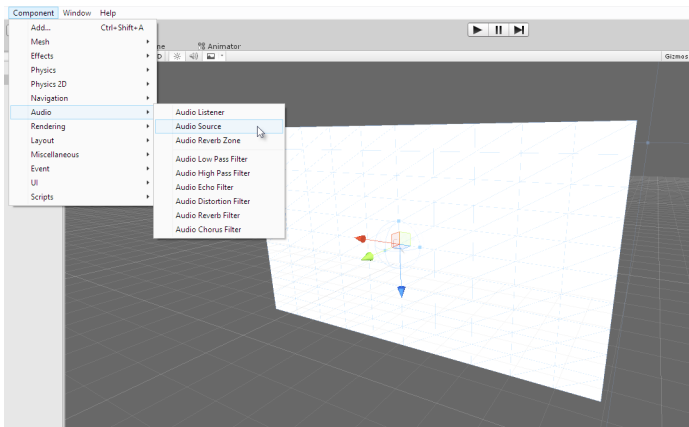 Component Window Help
Add... Ctrl+Shift+A
Mesh
Effects
Physics
Physics 2D
Navigation
Audio
Rendering
Layout
Miscellaneous
Event
UI
Scripts
Audio Listener
Audio Source
Audio Reverb Zone
Audio Low Pass Filter
Audio High Pass Filter
Audio Echo Filter
Audio Distortion Filter
Audio Reverb Filter
Audio Chorus Filter
ne Animator
D
Gizmos